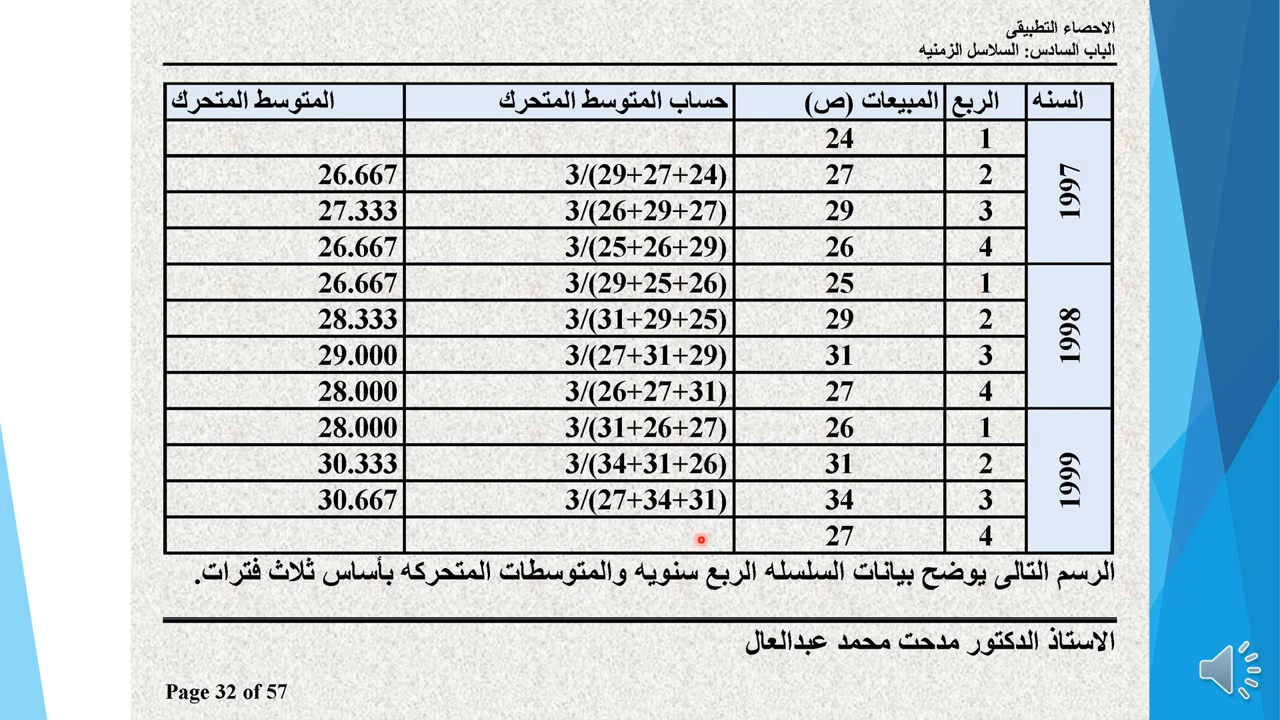 الاحصاء التطبيقى
الباب السادس: السلاسل الزمنيه
السنه الربع المبيعات (ص) حساب المتوسط المتحرك المتوسط المتحرك
1997 1 24
2 27 (24+27+29)/3 26.667
3 29 (27+29+26)/3 27.333
4 26 (29+26+25)/3 26.667
1998 1 25 (26+25+29)/3 26.667
2 29 (25+29+31)/3 28.333
3 31 (29+31+27)/3 29.000
4 27 (31+27+26)/3 28.000
1999 1 26 (27+26+31)/3 28.000
2 31 (26+31+34)/3 30.333
3 34 (31+34+27)/3 30.667
4 27
الرسم التالى يوضح بيانات السلسله الربع سنويه والمتوسطات المتحركه بأساس ثلاث فترات.
الاستاذ الدكتور مدحت محمد عبدالعال
Page 32 of 57